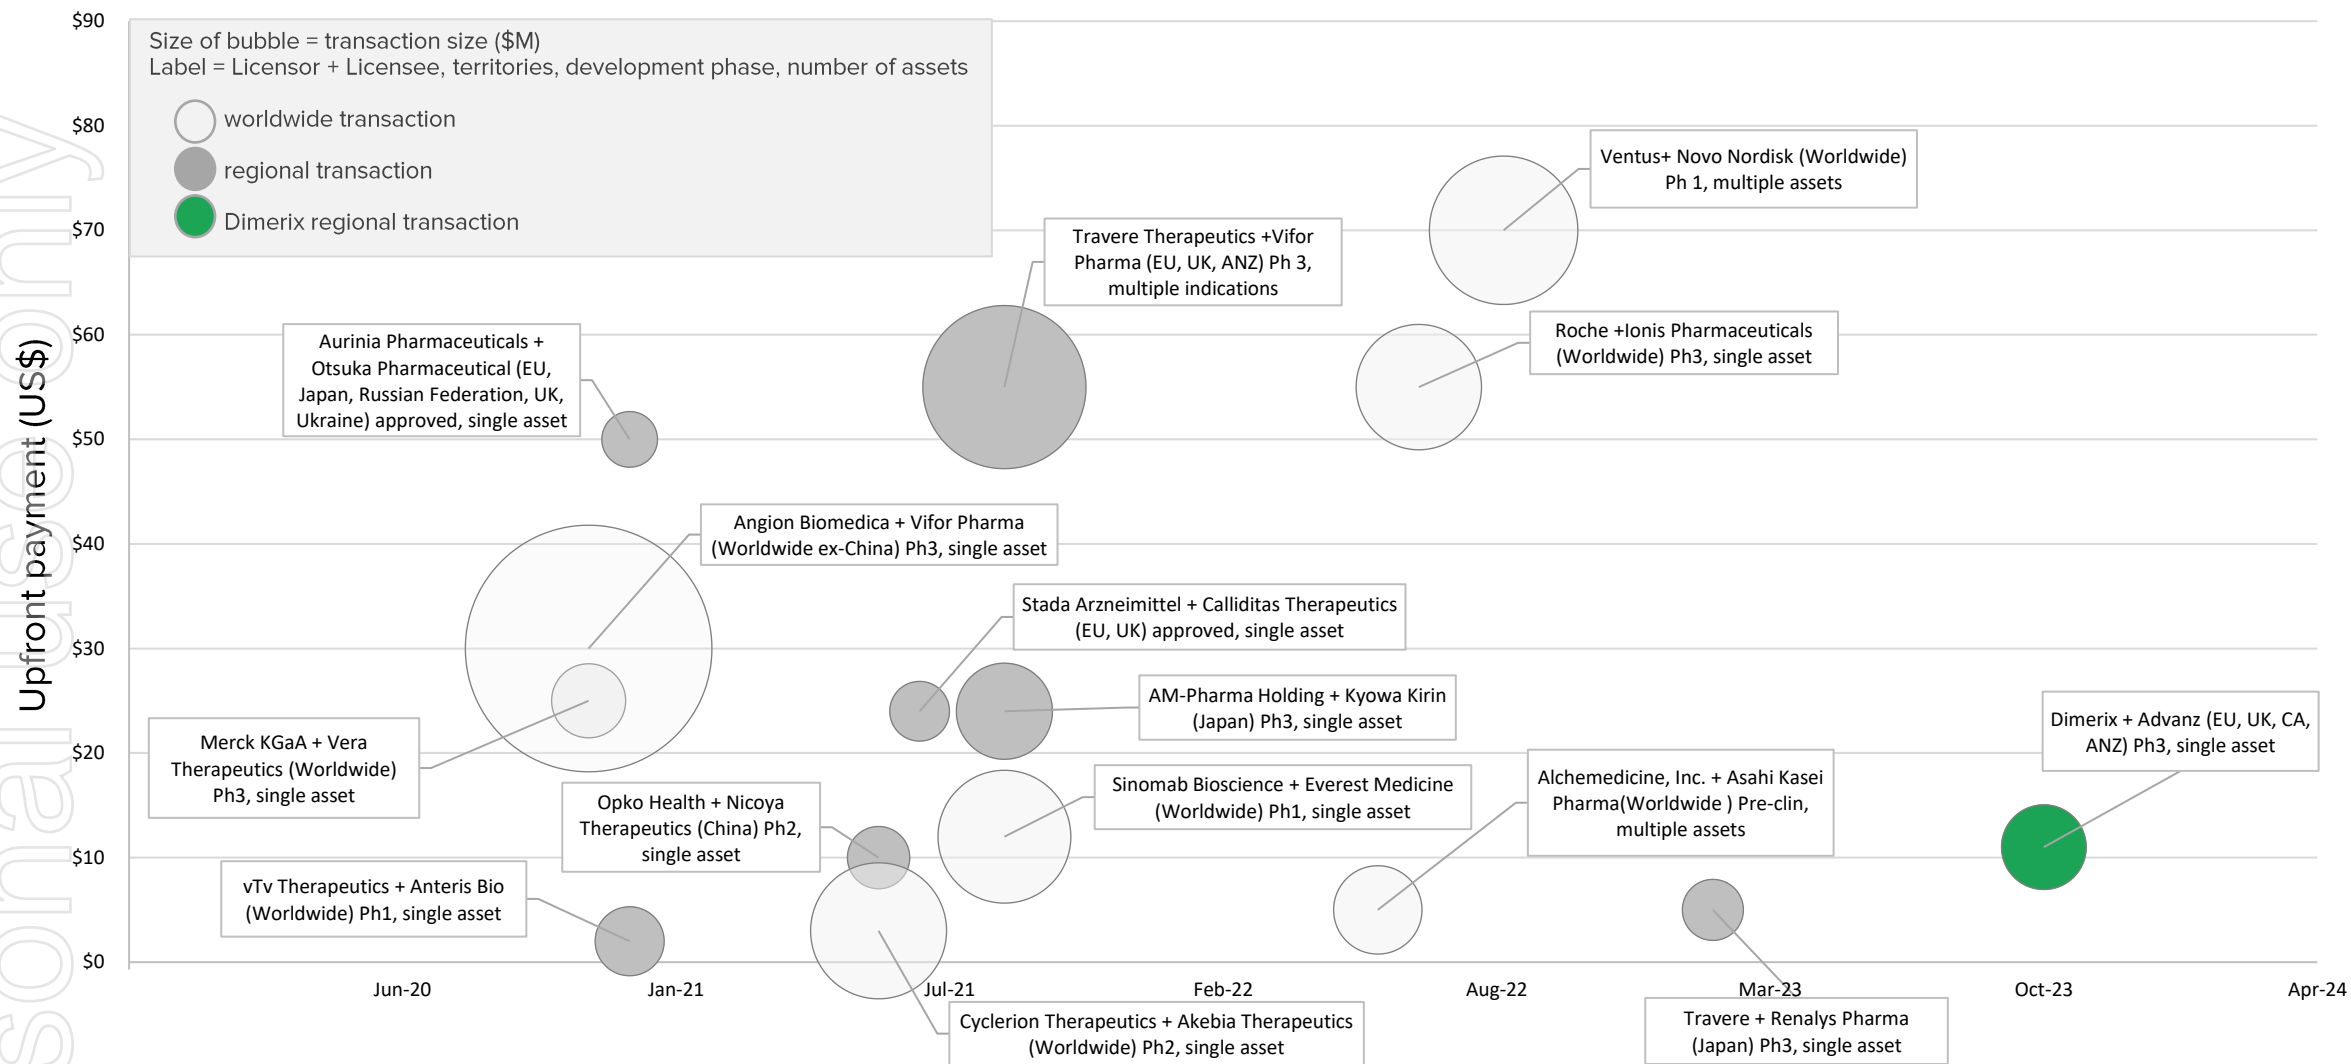 Size of bubble = transaction size ($M)
Label = Licensor + Licensee, territories, development phase, number of assets
worldwide transaction
regional transaction
Dimerix regional transaction
Upfront payment (US$)
$90
$80
$70
$60
$50
$40
$30
$20
$10
$0
Ventus+ Novo Nordisk (Worldwide)
Ph 1, multiple assets
Travere Therapeutics +Vifor
Pharma (EU, UK, ANZ) Ph 3,
multiple indications
Roche +Ionis Pharmaceuticals
(Worldwide) Ph3, single asset
Aurinia Pharmaceuticals +
Otsuka Pharmaceutical (EU,
Japan, Russian Federation, UK,
Ukraine) approved, single asset
Angion Biomedica + Vifor Pharma
(Worldwide ex-China) Ph3, single asset
Stada Arzneimittel + Calliditas Therapeutics
(EU, UK) approved, single asset
AM-Pharma Holding + Kyowa Kirin
(Japan) Ph3, single asset
Dimerix + Advanz (EU, UK, CA,
ANZ) Ph3, single asset
Merck KGaA + Vera
Therapeutics (Worldwide)
Ph3, single asset
Opko Health + Nicoya
Therapeutics (China) Ph2,
single asset
Sinomab Bioscience + Everest Medicine
(Worldwide) Ph1, single asset
Alchemedicine, Inc. + Asahi Kasei
Pharma(Worldwide ) Pre-clin,
multiple assets
vTv Therapeutics + Anteris Bio
(Worldwide) Ph1, single asset
Jun-20
Jan-21
Jul-21
Feb-22
Aug-22
Mar-23
Oct-23
Apr-24
Cyclerion Therapeutics + Akebia Therapeutics
(Worldwide) Ph2, single asset
Travere + Renalys Pharma
(Japan) Ph3, single asset
sonal use only